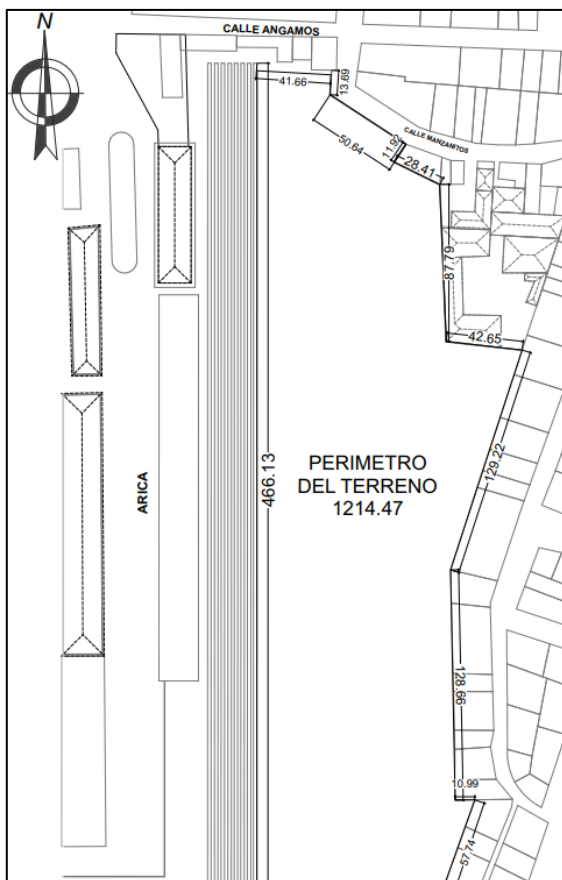 N
CALLE ANGAMOS
41.66
13.69
CALLE MANZANITOS
50.64
11.92
28.41
87.79
42.65
129.22
PERIMETRO
DEL TERRENO
1214.47
466.13
ARICA
128.66
10.99
57.74